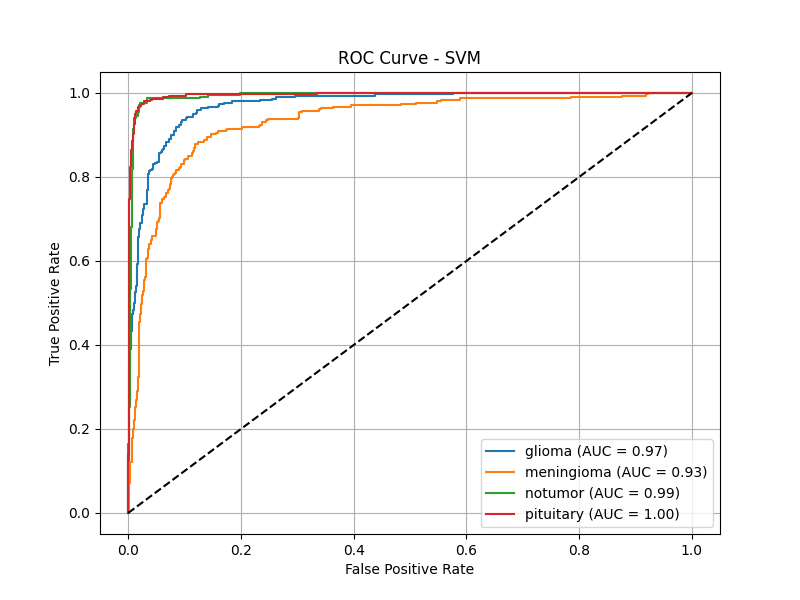 ROC Curve - SVM
True Positive Rate
1.0
0.8
0.6
0.4
0.2
0.0
glioma (AUC = 0.97)
meningioma (AUC = 0.93)
notumor (AUC = 0.99)
pituitary (AUC = 1.00)
0.0 0.2 0.4 0.6 0.8 1.0
False Positive Rate